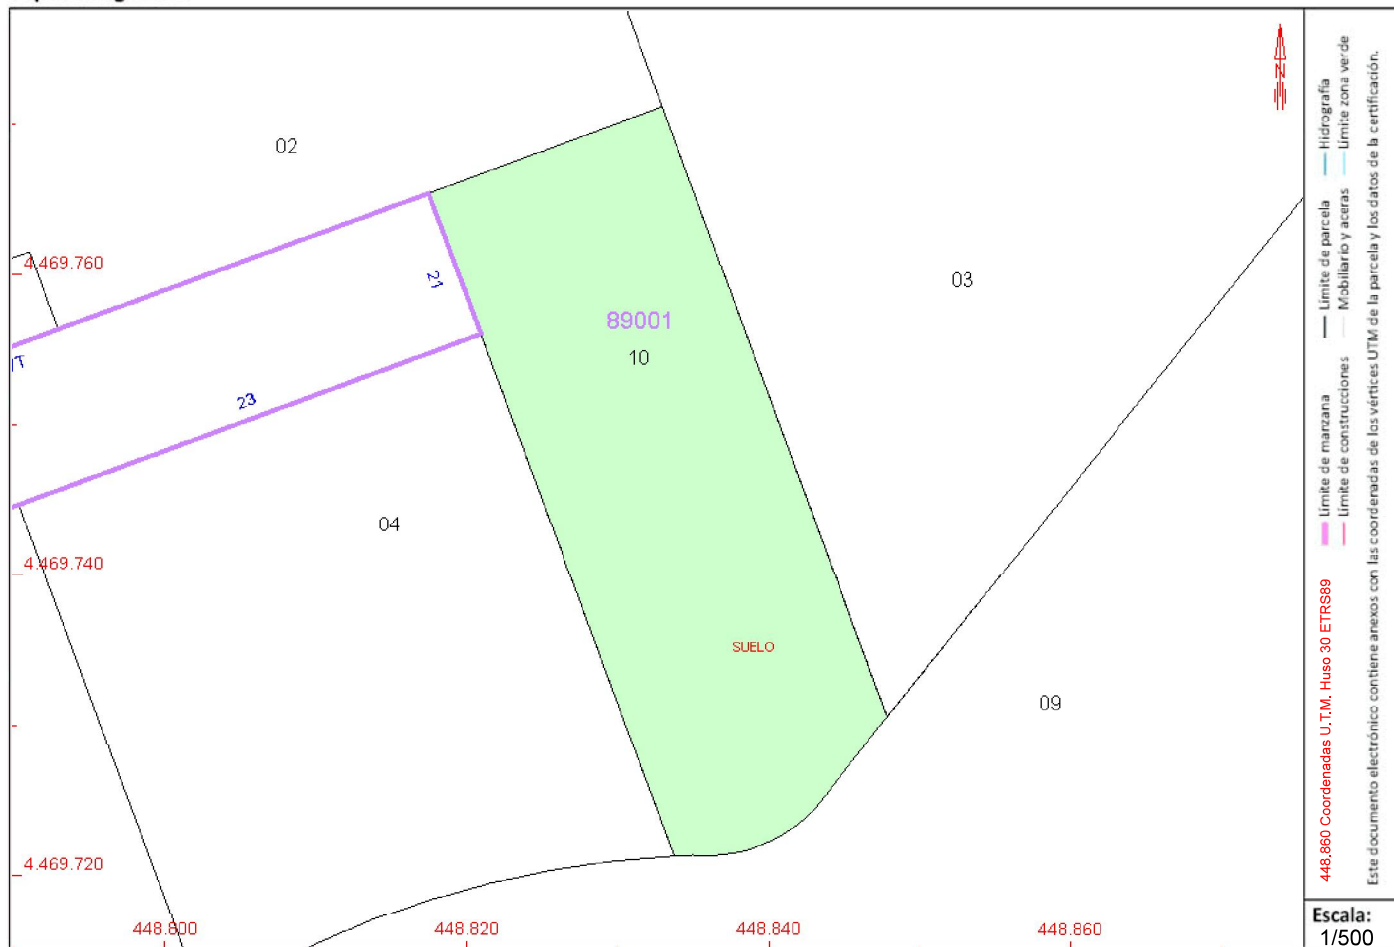 02
4.469.760
21
03
89001
10
23
04
4.469.740
SUELO
09
4.469.720
448.800
448.820
448.840
448.860
N
Límite de manzana
Límite de parcela
Hidrografía
Límite de construcciones
Mobiliario y aceras
Límite zona verde
448.860 Coordenadas U.T.M. Huso 30 ETRS89
Este documento electrónico contiene anexos con las coordenadas de los vértices UTM de la parcela y los datos de la certificación.
Escala:
1/500